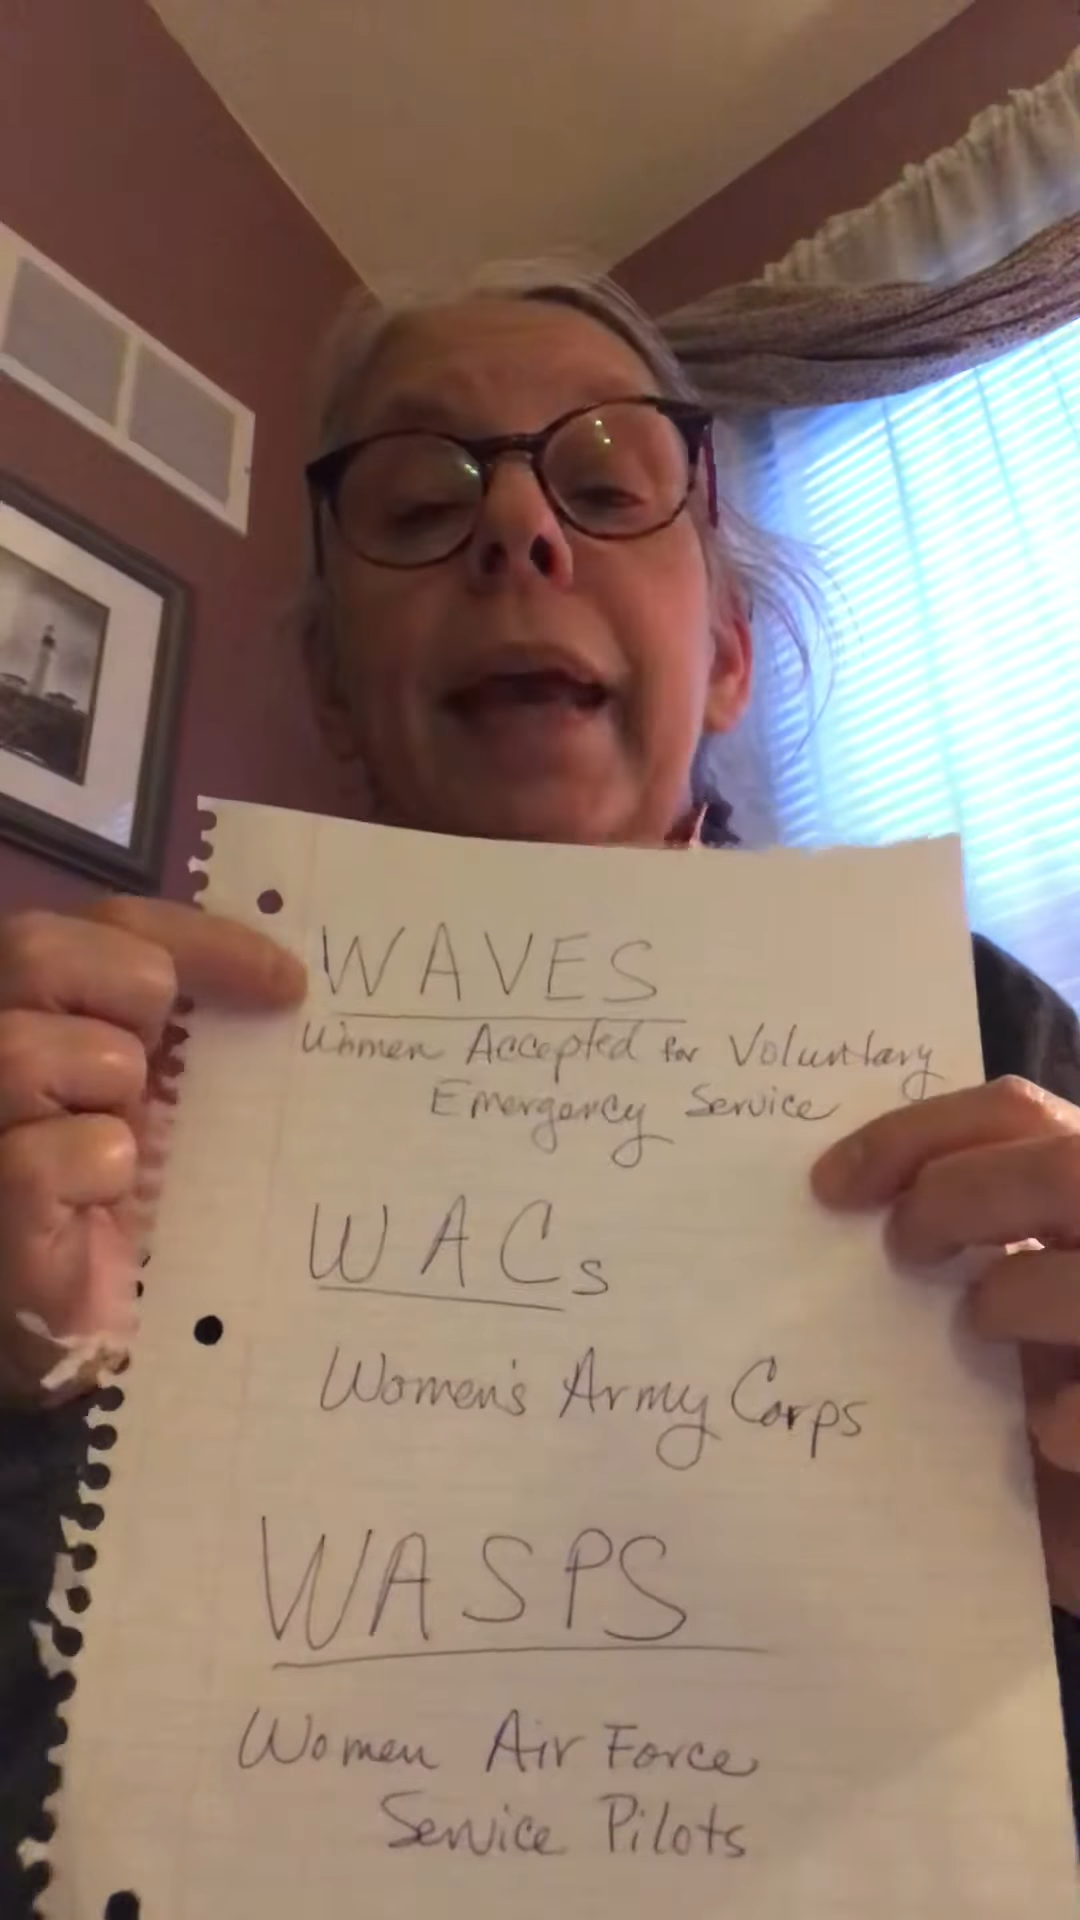 WAVES
Women Accepted for Voluntary
Emergency Service
WACs
Women's Army Corps
WASPS
Women Air Force
Service Pilots